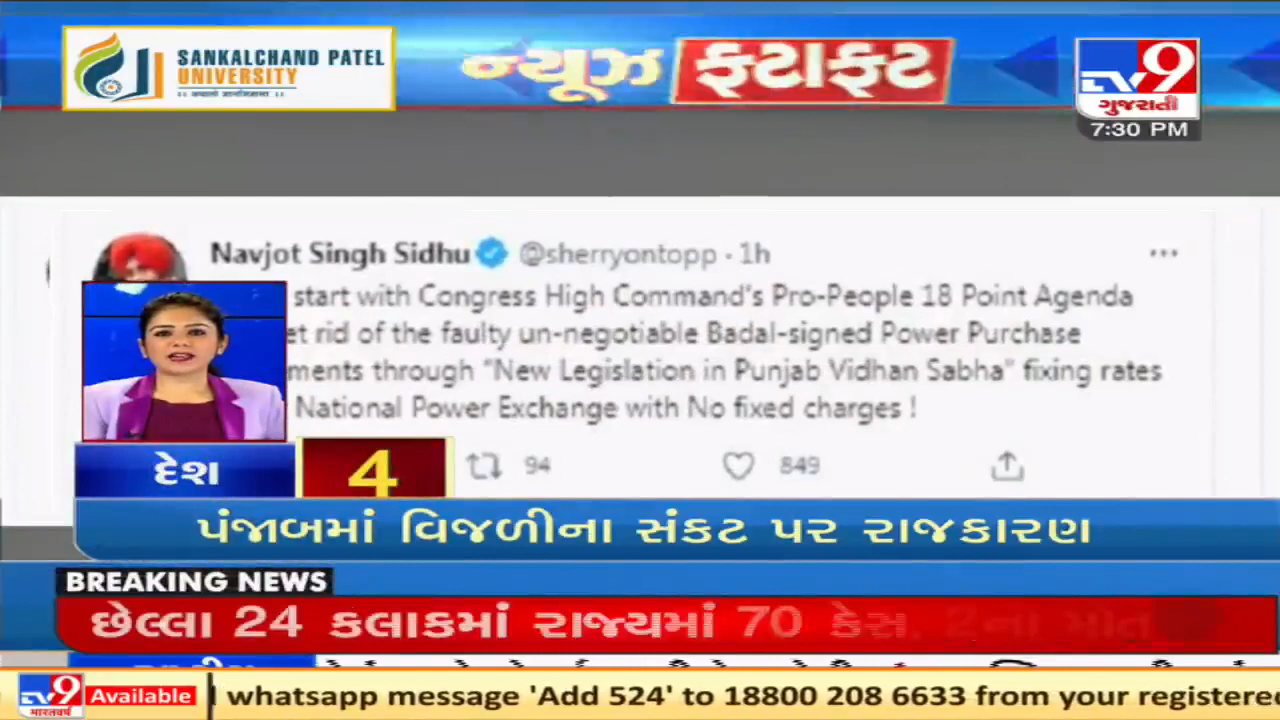 SANKALCHAND PATEL
UNIVERSITY
ન્યૂઝ ફટાફટ
TV9
ગુજરાતી
7:30 PM
Navjot Singh Sidhu @sherryontopp · 1h
start with Congress High Command's Pro-People 18 Point Agenda
et rid of the faulty un-negotiable Badal-signed Power Purchase
ments through "New Legislation in Punjab Vidhan Sabha" fixing rates
National Power Exchange with No fixed charges !
94 849
દેશ 4
પંજાબમાં વિજળીના સંકટ પર રાજકારણ
BREAKING NEWS
છેલ્લા 24 કલાકમાં રાજ્યમાં 70 કેસ, 2ના મોત
TV9 Available
भारतवर्ष
whatsapp message 'Add 524' to 18800 208 6633 from your registered